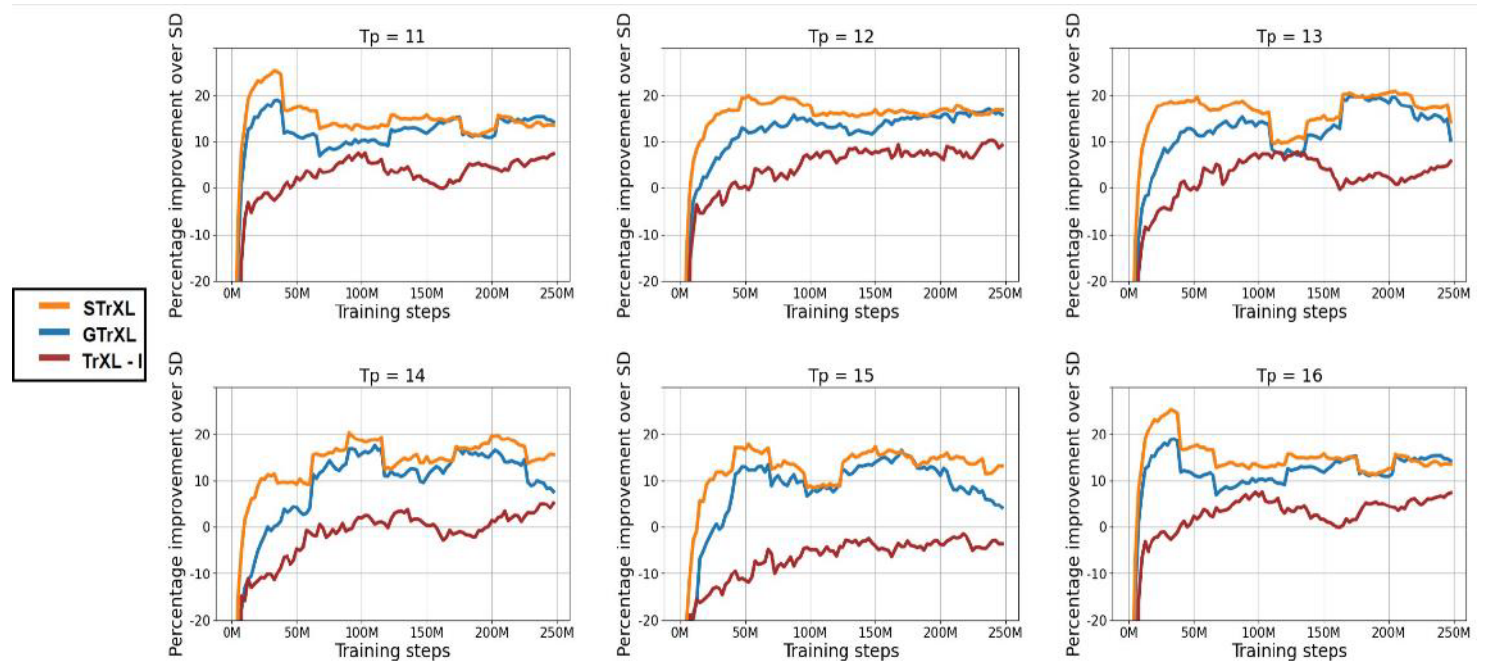 Tp = 11
Percentage improvement over SD
20
10
0
-10
-20
0M 50M 100M 150M 200M 250M
Training steps
Tp = 12
Percentage improvement over SD
20
10
0
-10
-20
0M 50M 100M 150M 200M 250M
Training steps
Tp = 13
Percentage improvement over SD
20
10
0
-10
-20
0M 50M 100M 150M 200M 250M
Training steps
STrXL
GTrXL
TrXL - I
Tp = 14
Percentage improvement over SD
20
10
0
-10
-20
0M 50M 100M 150M 200M 250M
Training steps
Tp = 15
Percentage improvement over SD
20
10
0
-10
-20
0M 50M 100M 150M 200M 250M
Training steps
Tp = 16
Percentage improvement over SD
20
10
0
-10
-20
0M 50M 100M 150M 200M 250M
Training steps